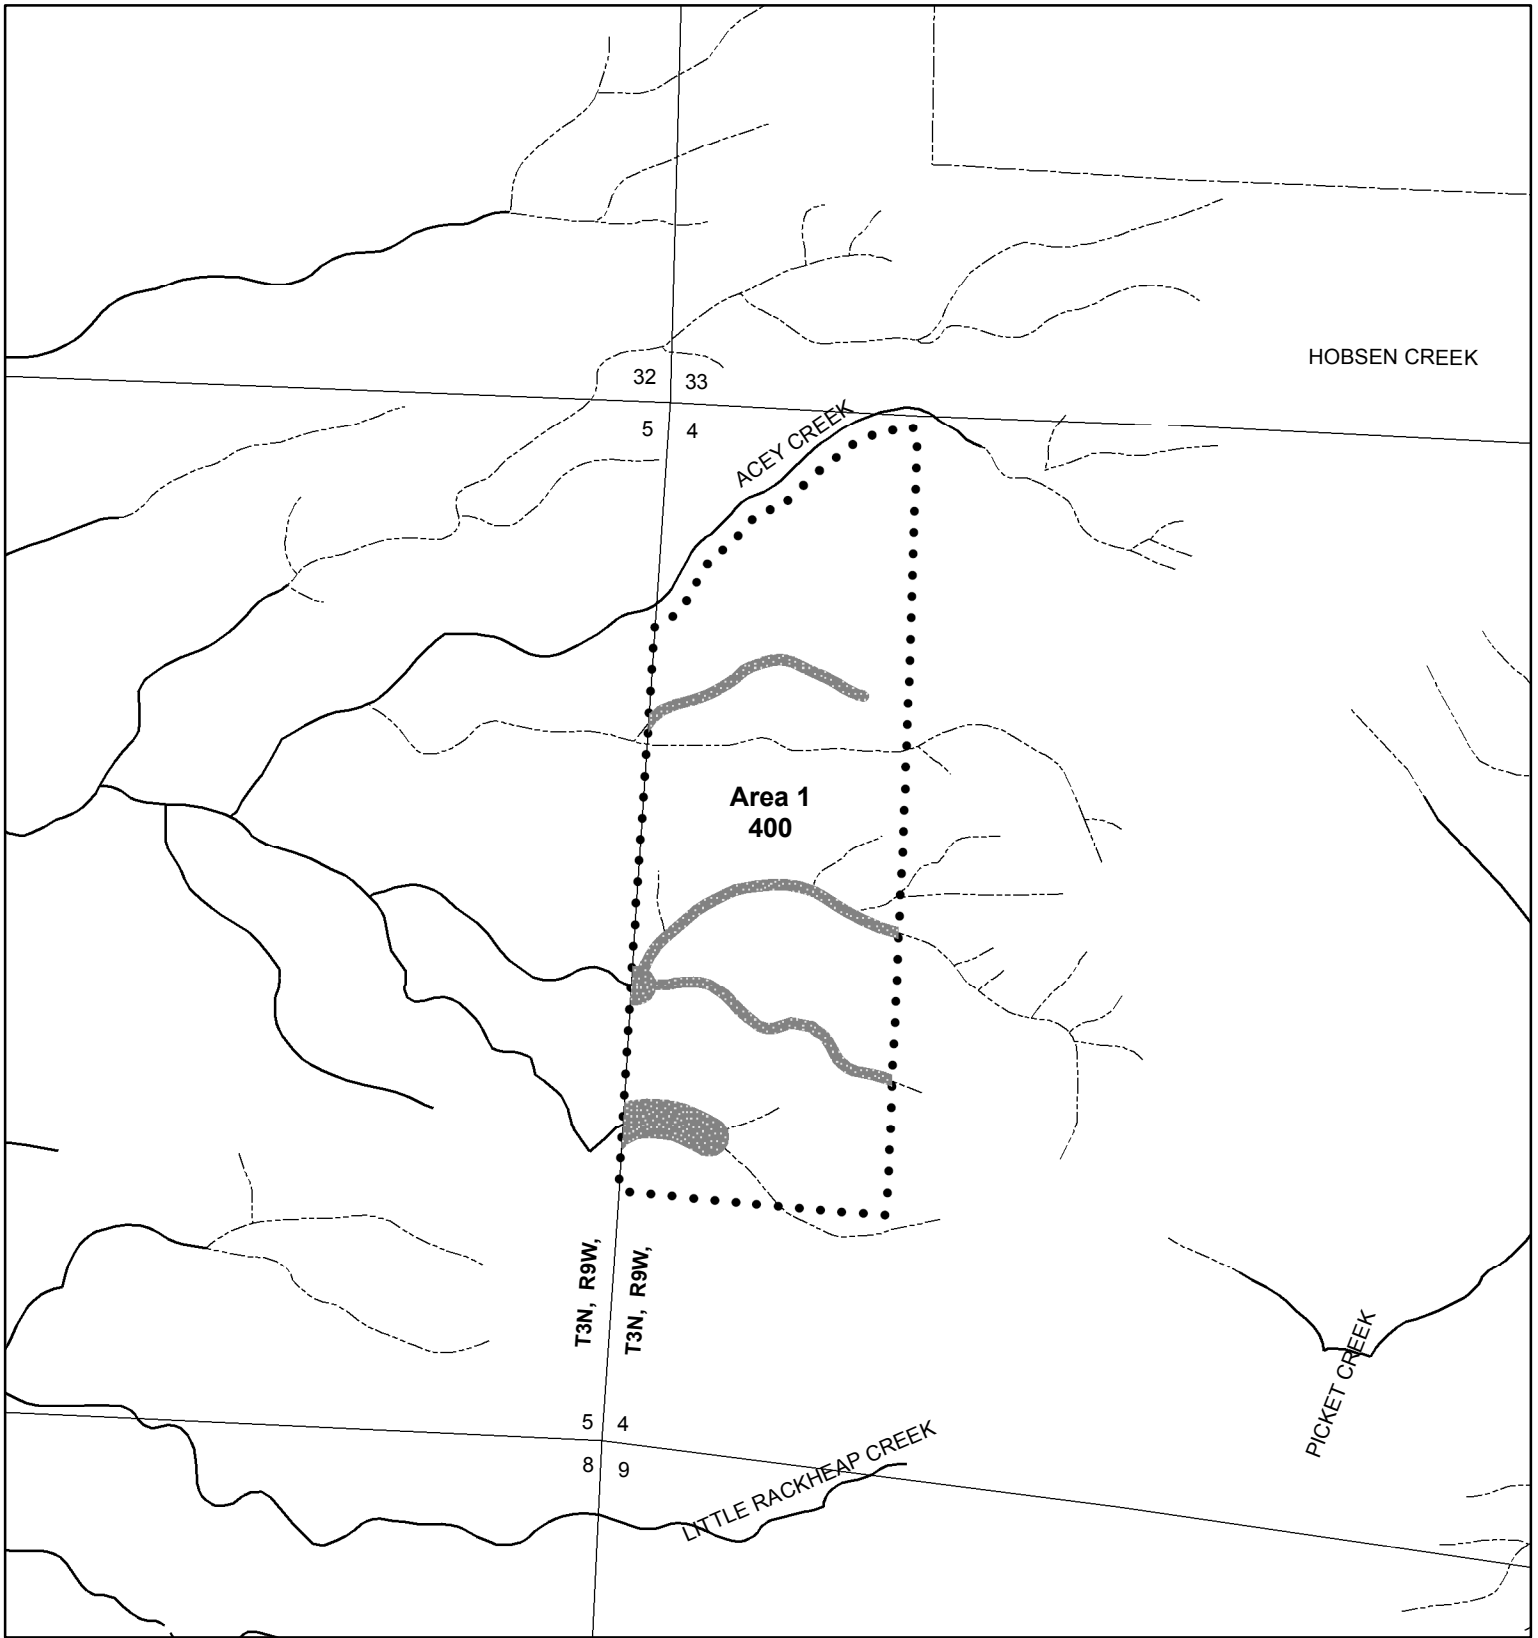 HOBSEN CREEK
32 33
5 4
ACEY CREEK
Area 1
400
T3N, R9W,
T3N, R9W,
PICKET CREEK
5 4
8 9
LITTLE RACKHEAP CREEK